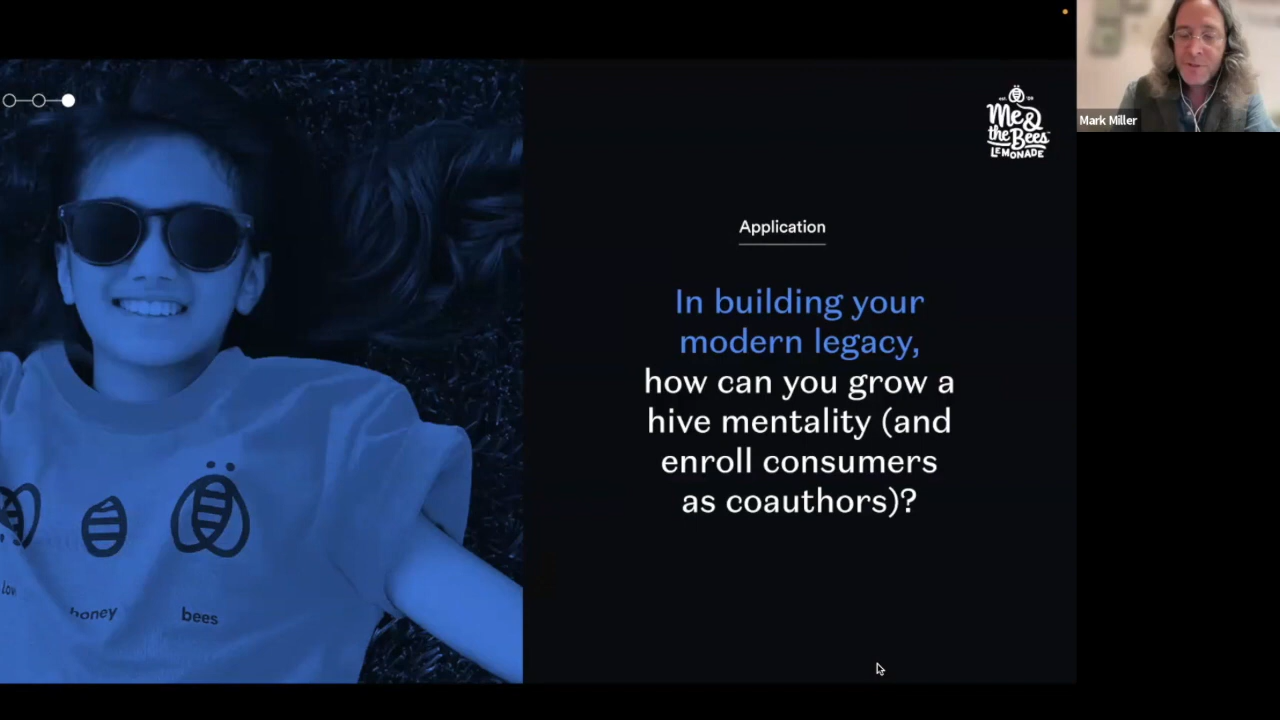 Me &
the Bees
LEMONADE
Mark Miller
Application
In building your
modern legacy,
how can you grow a
hive mentality (and
enroll consumers
as coauthors)?
honey
bees